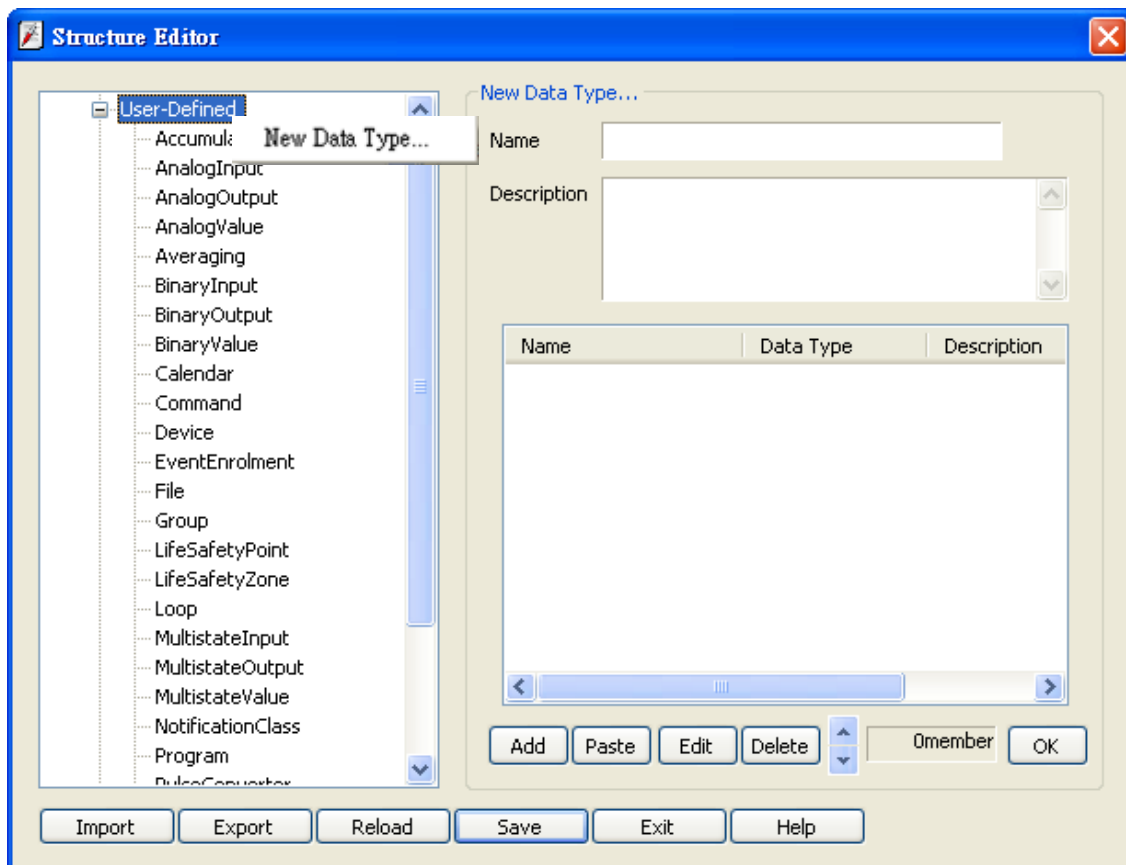 Structure Editor
User-Defined
New Data Type...
AnalogInput
AnalogOutput
AnalogValue
Averaging
BinaryInput
BinaryOutput
BinaryValue
Calendar
Command
Device
EventEnrolment
File
Group
LifeSafetyPoint
LifeSafetyZone
Loop
MultistateInput
MultistateOutput
MultistateValue
NotificationClass
Program
New Data Type...
Name
Description
Name Data Type Description
Add Paste Edit Delete 0member OK
Import Export Reload Save Exit Help